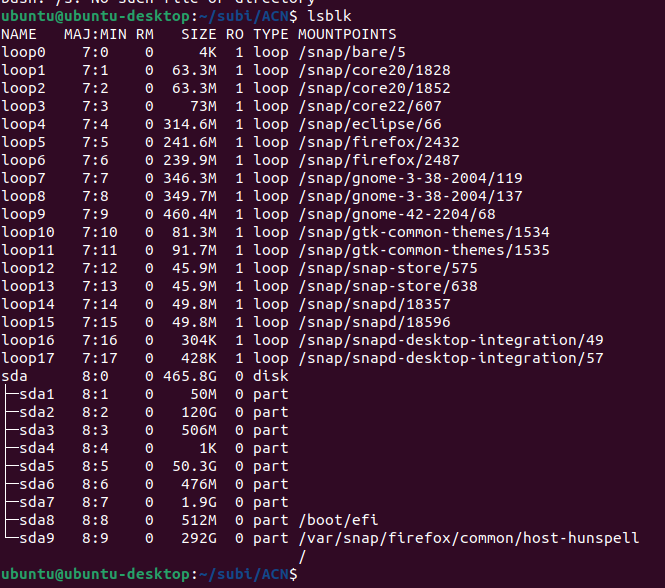 ubuntu@ubuntu-desktop:~/subl/ACN$ lsblk
NAME   MAJ:MIN RM   SIZE RO TYPE MOUNTPOINTS
loop0    7:0    0     4K  1 loop /snap/bare/5
loop1    7:1    0  63.3M  1 loop /snap/core20/1828
loop2    7:2    0  63.3M  1 loop /snap/core20/1852
loop3    7:3    0    73M  1 loop /snap/core22/607
loop4    7:4    0 314.6M  1 loop /snap/eclipse/66
loop5    7:5    0 241.6M  1 loop /snap/firefox/2432
loop6    7:6    0 239.9M  1 loop /snap/firefox/2487
loop7    7:7    0 346.3M  1 loop /snap/gnome-3-38-2004/119
loop8    7:8    0 349.7M  1 loop /snap/gnome-3-38-2004/137
loop9    7:9    0 460.4M  1 loop /snap/gnome-42-2204/68
loop10   7:10   0  81.3M  1 loop /snap/gtk-common-themes/1534
loop11   7:11   0  91.7M  1 loop /snap/gtk-common-themes/1535
loop12   7:12   0  45.9M  1 loop /snap/snap-store/575
loop13   7:13   0  45.9M  1 loop /snap/snap-store/638
loop14   7:14   0  49.8M  1 loop /snap/snapd/18357
loop15   7:15   0  49.8M  1 loop /snap/snapd/18596
loop16   7:16   0   304K  1 loop /snap/snapd-desktop-integration/49
loop17   7:17   0   428K  1 loop /snap/snapd-desktop-integration/57
sda      8:0    0 465.8G  0 disk
├─sda1   8:1    0    50M  0 part
├─sda2   8:2    0   120G  0 part
├─sda3   8:3    0   506M  0 part
├─sda4   8:4    0     1K  0 part
├─sda5   8:5    0  50.3G  0 part
├─sda6   8:6    0   476M  0 part
├─sda7   8:7    0   1.9G  0 part
├─sda8   8:8    0   512M  0 part /boot/efi
└─sda9   8:9    0   292G  0 part /var/snap/firefox/common/host-hunspell
                                 /
ubuntu@ubuntu-desktop:~/subl/ACN$